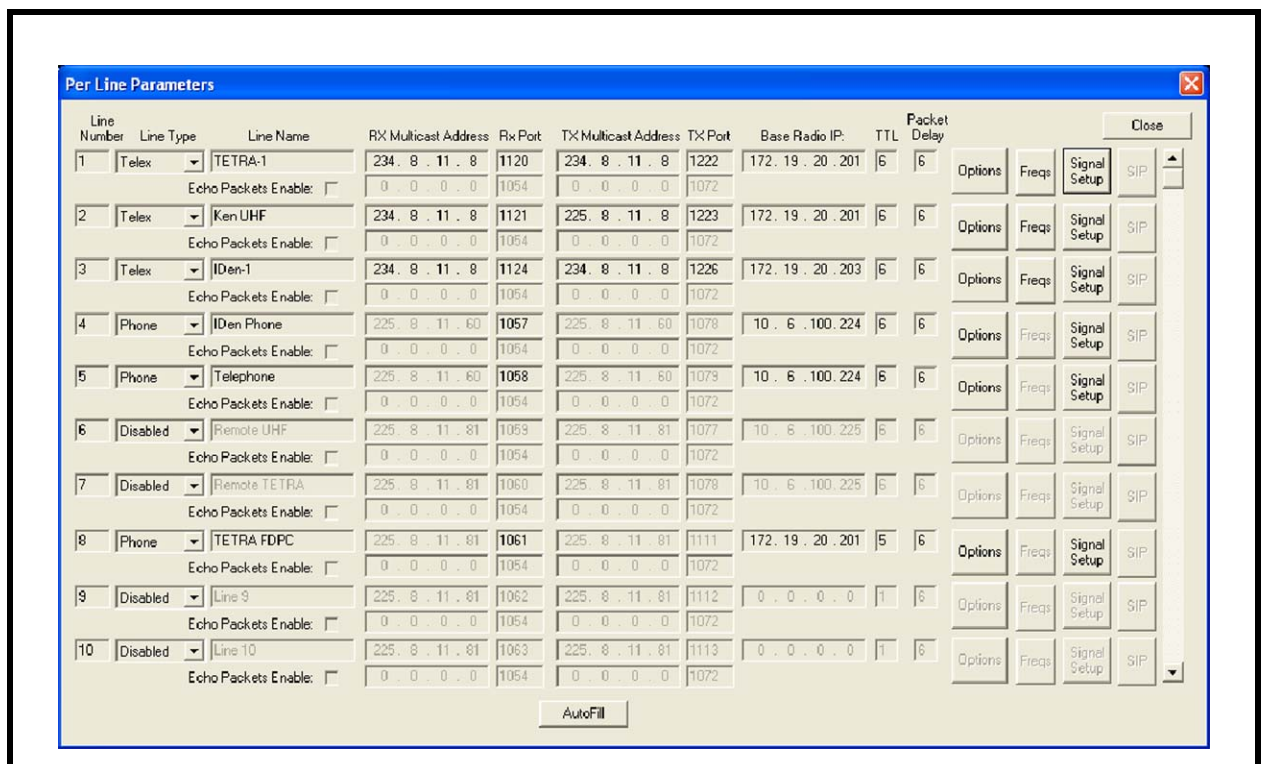 Per Line Parameters
Line Number Line Type Line Name RX Multicast Address Rx Port TX Multicast Address TX Port Base Radio IP: TTL Packet Delay Close
1 Telex TETRA-1 234. 8 . 11 . 8 1120 234. 8 . 11 . 8 1222 172. 19 . 20 . 201 6 6 Options Freqs Signal Setup SIP
Echo Packets Enable: 0 . 0 . 0 . 0 1054 0 . 0 . 0 . 0 1072
2 Telex Ken UHF 234. 8 . 11 . 8 1121 225. 8 . 11 . 8 1223 172. 19 . 20 . 201 6 6 Options Freqs Signal Setup SIP
Echo Packets Enable: 0 . 0 . 0 . 0 1054 0 . 0 . 0 . 0 1072
3 Telex IDen-1 234. 8 . 11 . 8 1124 234. 8 . 11 . 8 1226 172. 19 . 20 . 203 6 6 Options Freqs Signal Setup SIP
Echo Packets Enable: 0 . 0 . 0 . 0 1054 0 . 0 . 0 . 0 1072
4 Phone IDen Phone 225. 8 . 11 . 60 1057 225. 8 . 11 . 60 1078 10 . 6 .100. 224 6 6 Options Freqs Signal Setup SIP
Echo Packets Enable: 0 . 0 . 0 . 0 1054 0 . 0 . 0 . 0 1072
5 Phone Telephone 225. 8 . 11 . 60 1058 225. 8 . 11 . 60 1079 10 . 6 .100. 224 6 6 Options Freqs Signal Setup SIP
Echo Packets Enable: 0 . 0 . 0 . 0 1054 0 . 0 . 0 . 0 1072
6 Disabled Remote UHF 225. 8 . 11 . 81 1059 225. 8 . 11 . 81 1077 10 . 6 .100. 225 6 6 Options Freqs Signal Setup SIP
Echo Packets Enable: 0 . 0 . 0 . 0 1054 0 . 0 . 0 . 0 1072
7 Disabled Remote TETRA 225. 8 . 11 . 81 1060 225. 8 . 11 . 81 1078 10 . 6 .100. 225 6 6 Options Freqs Signal Setup SIP
Echo Packets Enable: 0 . 0 . 0 . 0 1054 0 . 0 . 0 . 0 1072
8 Phone TETRA FDPC 225. 8 . 11 . 81 1061 225. 8 . 11 . 81 1111 172. 19 . 20 . 201 5 6 Options Freqs Signal Setup SIP
Echo Packets Enable: 0 . 0 . 0 . 0 1054 0 . 0 . 0 . 0 1072
9 Disabled Line 9 225. 8 . 11 . 81 1062 225. 8 . 11 . 81 1112 0 . 0 . 0 . 0 1 6 Options Freqs Signal Setup SIP
Echo Packets Enable: 0 . 0 . 0 . 0 1054 0 . 0 . 0 . 0 1072
10 Disabled Line 10 225. 8 . 11 . 81 1063 225. 8 . 11 . 81 1113 0 . 0 . 0 . 0 1 6 Options Freqs Signal Setup SIP
Echo Packets Enable: 0 . 0 . 0 . 0 1054 0 . 0 . 0 . 0 1072
AutoFill